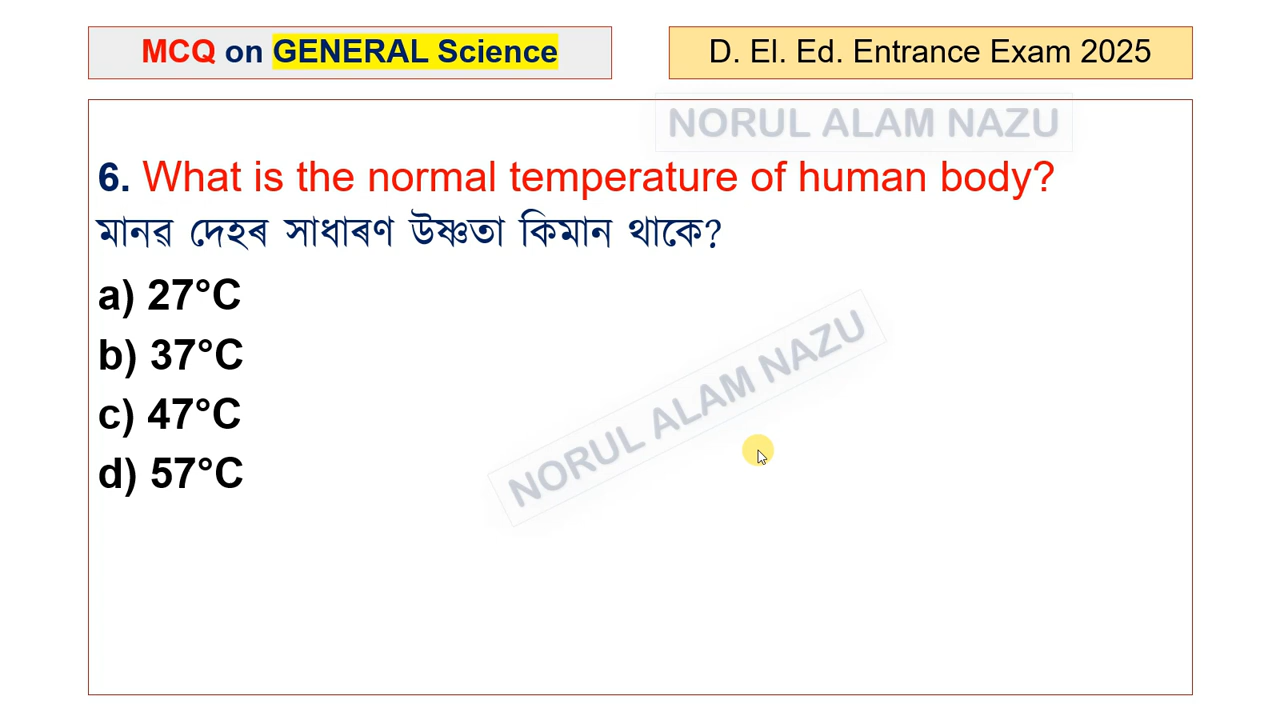 MCQ on GENERAL Science
D. El. Ed. Entrance Exam 2025
NORUL ALAM NAZU
6. What is the normal temperature of human body?
মানৱ দেহৰ সাধাৰণ উষ্ণতা কিমান থাকে?
a) 27°C
b) 37°C
c) 47°C
d) 57°C
NORUL ALAM NAZU